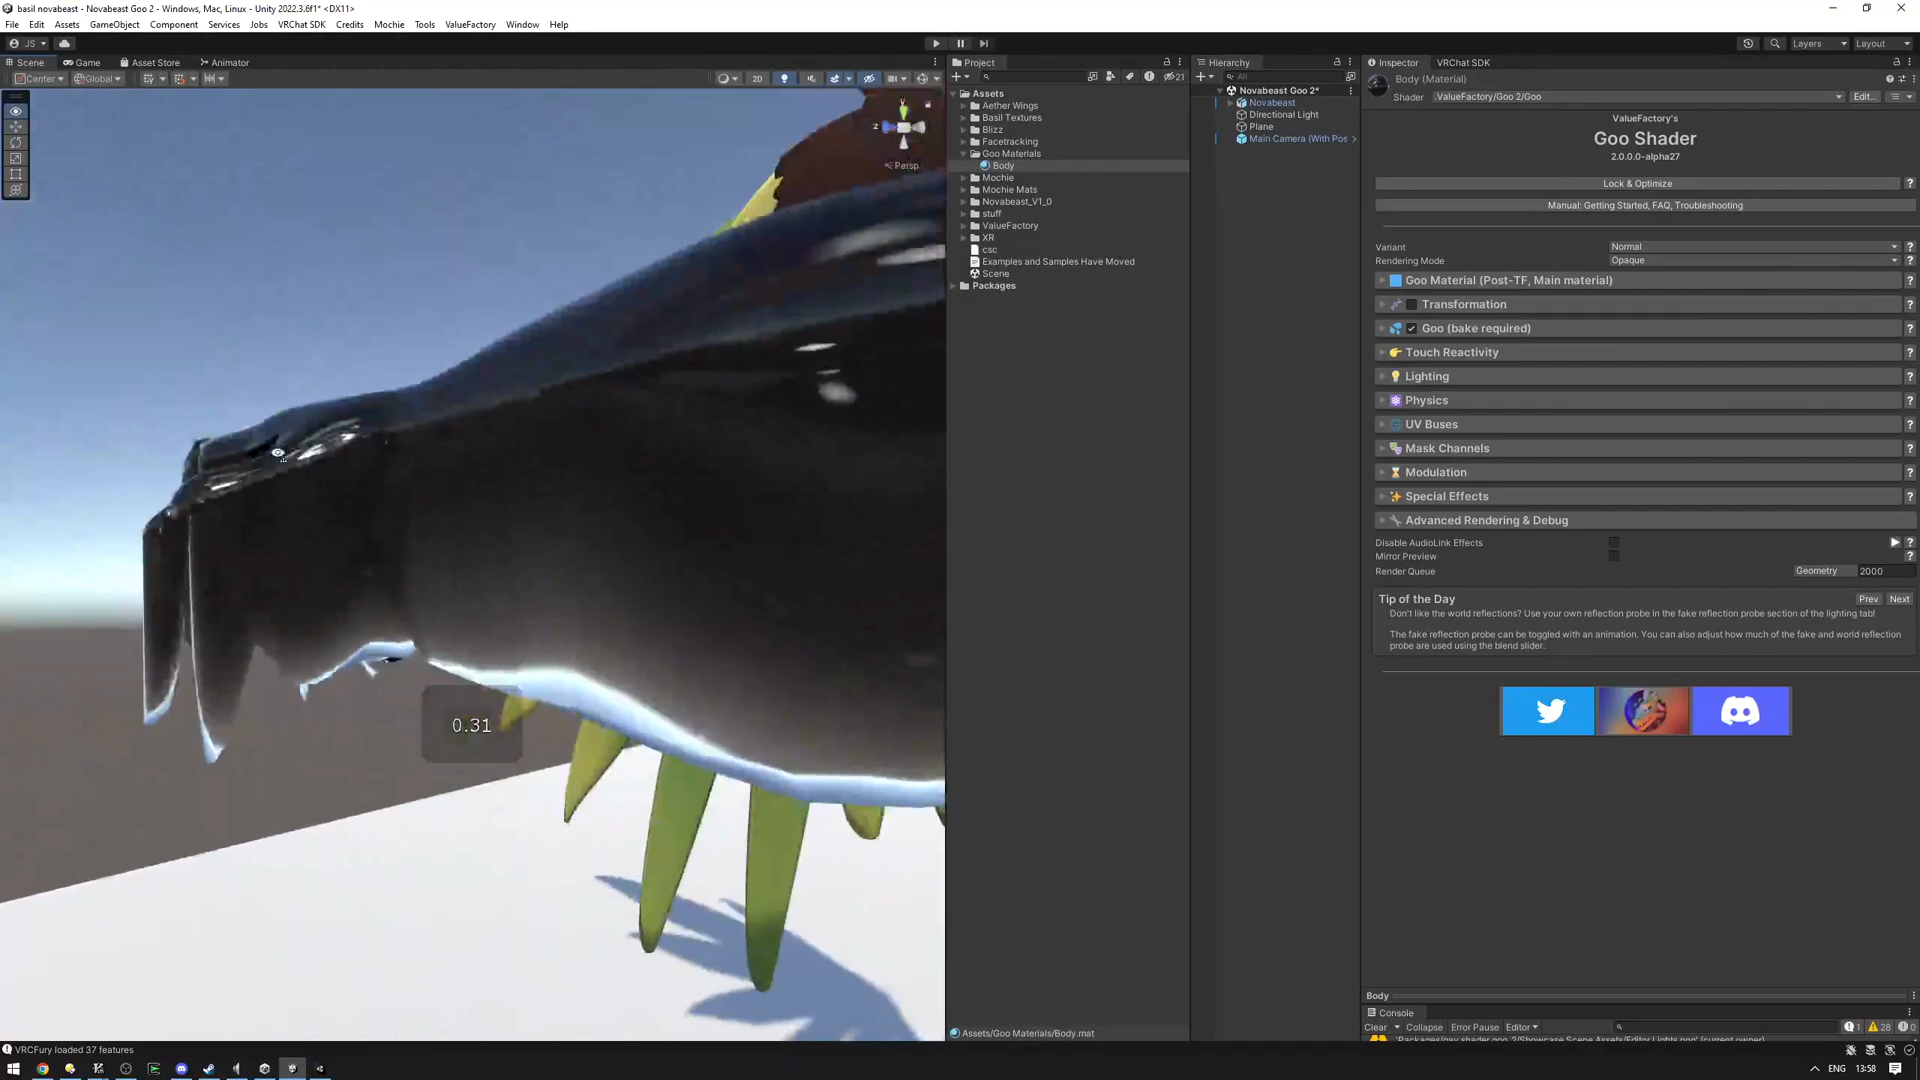 basil novabeast - Novabeast Goo 2 - Windows, Mac, Linux - Unity 2022.3.6f1* <DX11>
File Edit Assets GameObject Component Services Jobs VRChat SDK Credits Mochie Tools ValueFactory Window Help
JS Layers Layout
Scene Game Asset Store Animator
Center Global 2D
Y
Z
Persp
0.31
Project
21
Assets
Aether Wings
Basil Textures
Blizz
Facetracking
Goo Materials
Body
Mochie
Mochie Mats
Novabeast_V1_0
stuff
ValueFactory
XR
csc
Examples and Samples Have Moved
Scene
Packages
Assets/Goo Materials/Body.mat
Hierarchy
All
Novabeast Goo 2*
Novabeast
Directional Light
Plane
Main Camera (With Pos
Inspector VRChat SDK
Body (Material)
Shader .ValueFactory/Goo 2/Goo Edit...
ValueFactory's
Goo Shader
2.0.0.0-alpha27
Lock & Optimize ?
Manual: Getting Started, FAQ, Troubleshooting
Variant Normal ?
Rendering Mode Opaque ?
Goo Material (Post-TF, Main material) ?
Transformation ?
Goo (bake required) ?
Touch Reactivity ?
Lighting ?
Physics ?
UV Buses ?
Mask Channels ?
Modulation ?
Special Effects ?
Advanced Rendering & Debug ?
Disable AudioLink Effects ?
Mirror Preview ?
Render Queue Geometry 2000
Tip of the Day Prev Next
Don't like the world reflections? Use your own reflection probe in the fake reflection probe section of the lighting tab!
The fake reflection probe can be toggled with an animation. You can also adjust how much of the fake and world reflection
probe are used using the blend slider.
Body
Console
Clear Collapse Error Pause Editor 1 28 0
VRCFury loaded 37 features
ENG 13:58